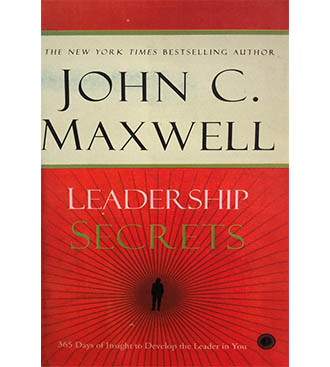 THE NEW YORK TIMES BESTSELLING AUTHOR
JOHN C.
MAXWELL
LEADERSHIP
SECRETS
365 Days of Insight to Develop the Leader in You